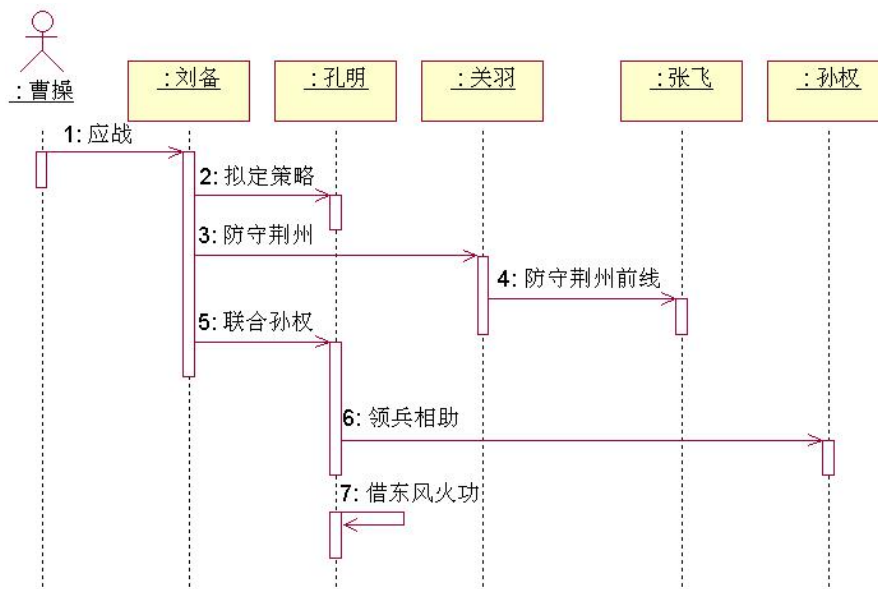 : 曹操
: 刘备
: 孔明
: 关羽
: 张飞
: 孙权
1: 应战
2: 拟定策略
3: 防守荆州
4: 防守荆州前线
5: 联合孙权
6: 领兵相助
7: 借东风火功